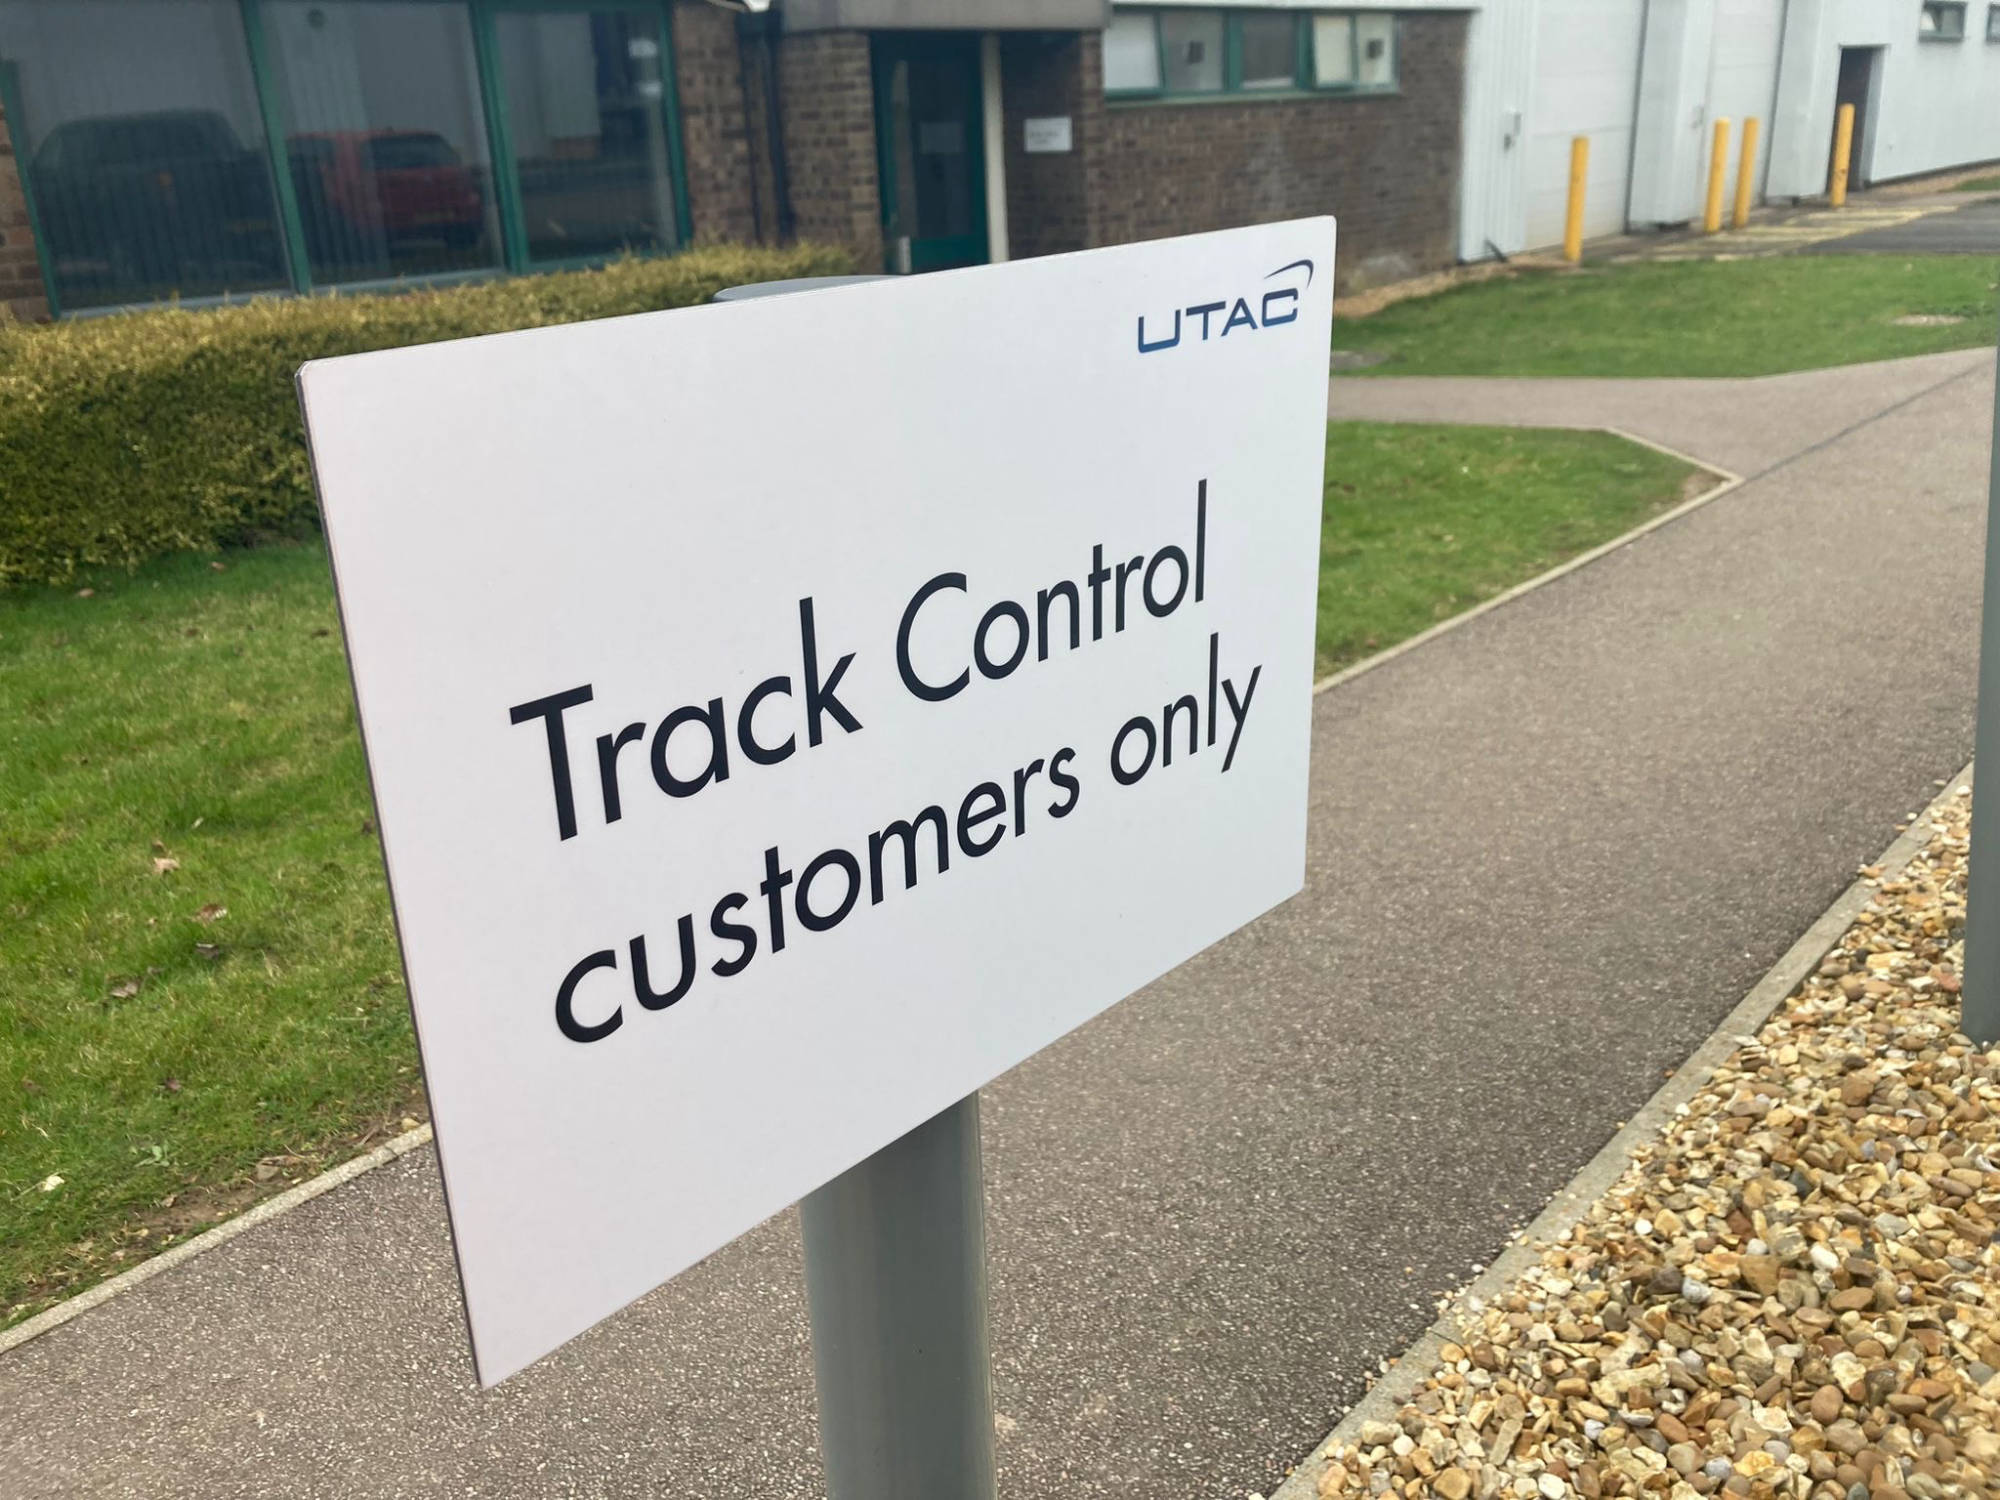 UTAC
Track Control
customers only